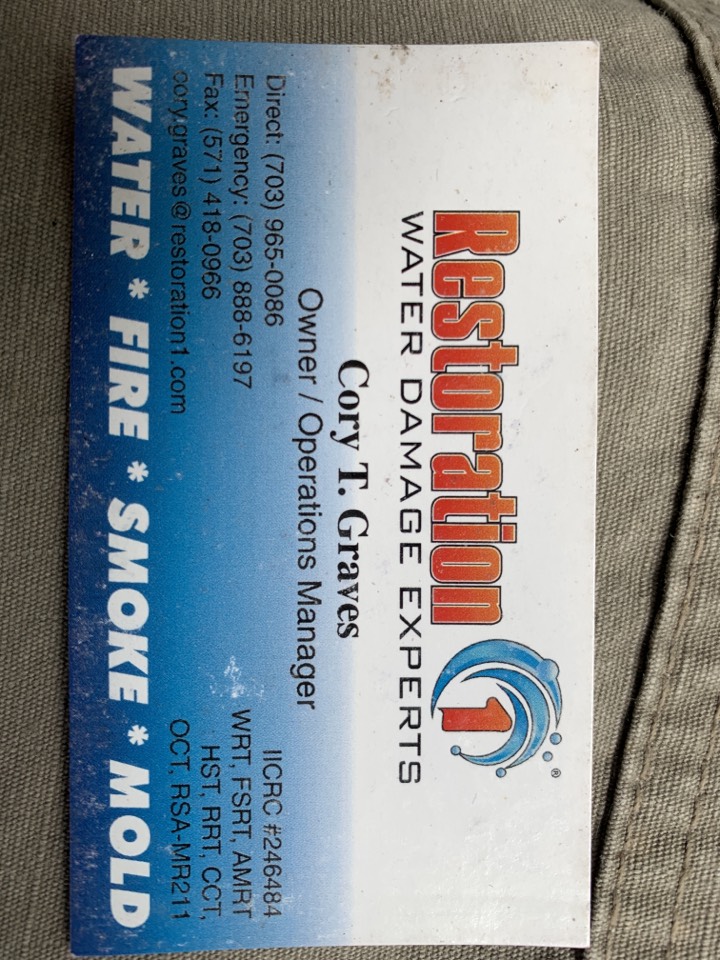 Restoration 1 ®
WATER DAMAGE EXPERTS
Cory T. Graves
Owner / Operations Manager
Direct: (703) 965-0086
Emergency: (703) 888-6197
Fax: (571) 418-0966
cory.graves@restoration1.com
IICRC #246484
WRT, FSRT, AMRT
HST, RRT, CCT,
OCT, RSA-MR211
WATER * FIRE * SMOKE * MOLD